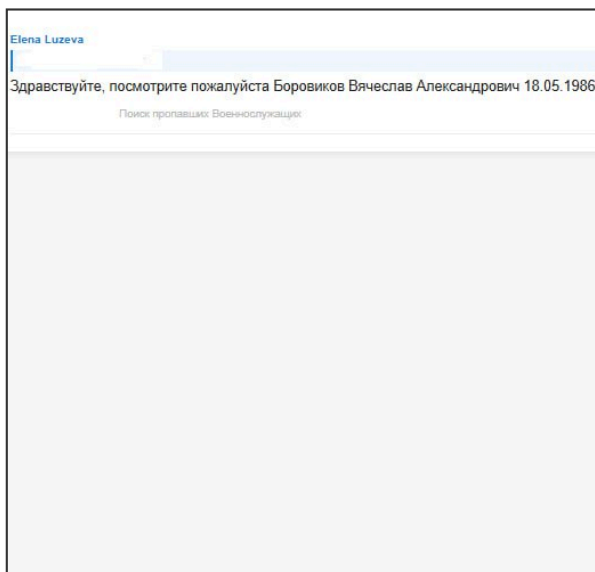 Elena Luzeva
Здравствуйте, посмотрите пожалуйста Боровиков Вячеслав Александрович 18.05.1986
Поиск пропавших Военнослужащих